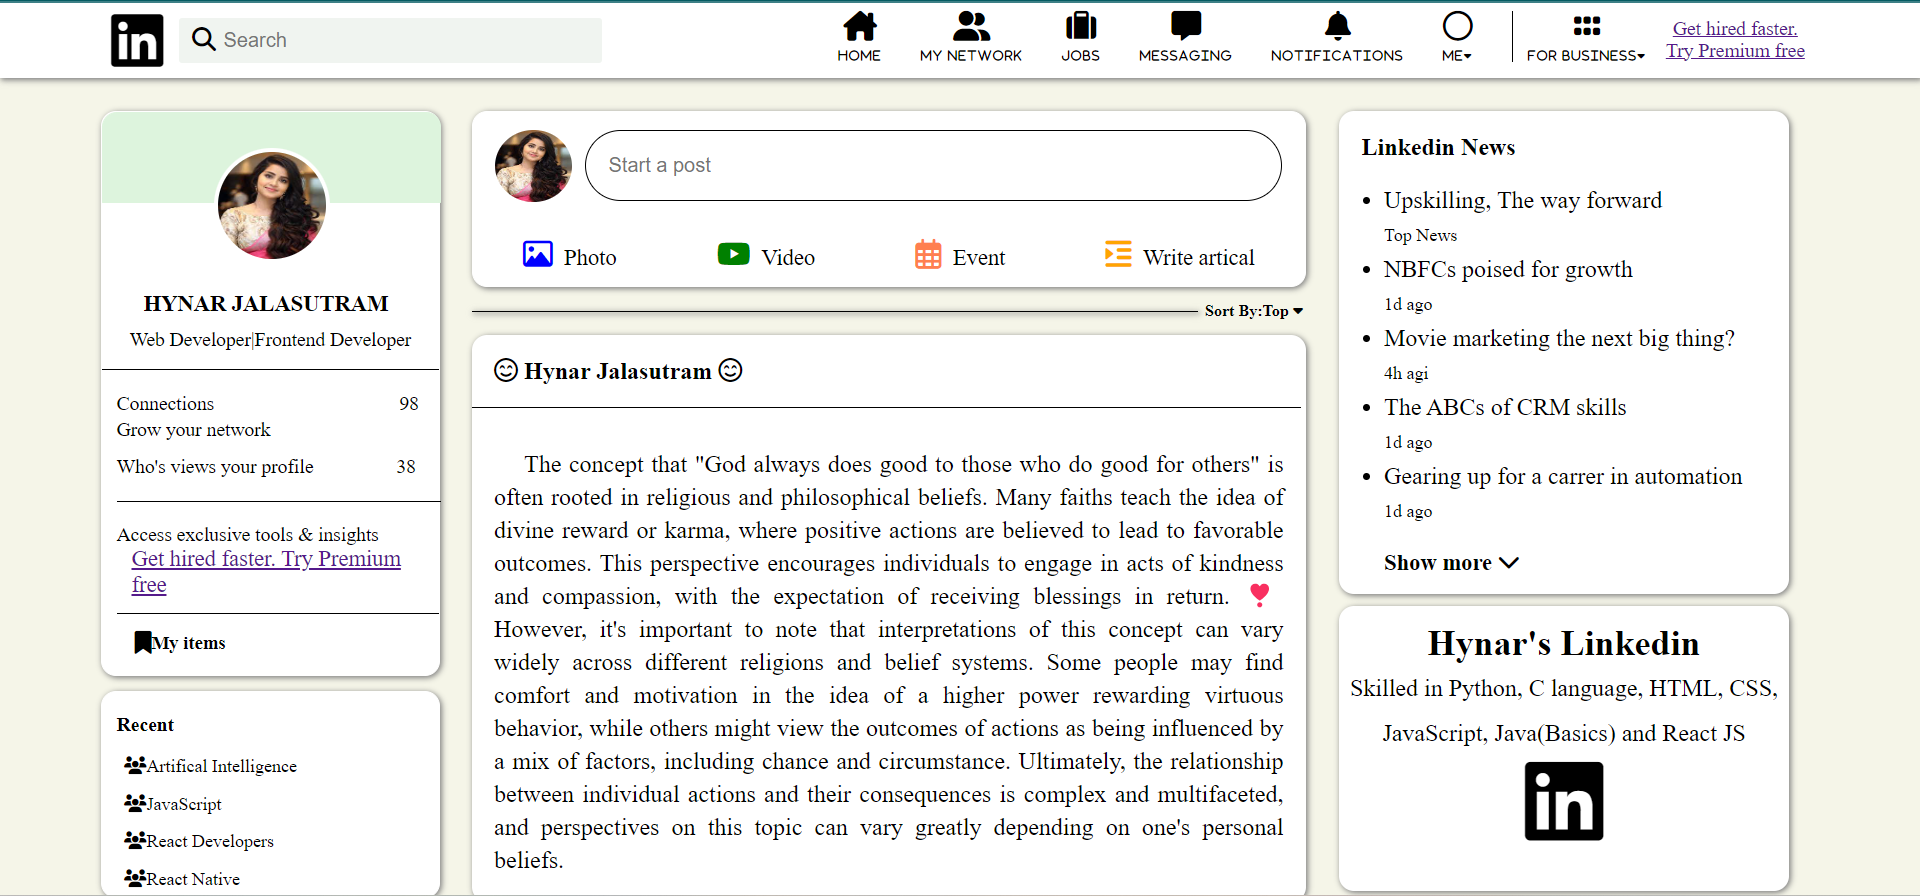 in
Search
HOME
MY NETWORK
JOBS
MESSAGING
NOTIFICATIONS
ME
FOR BUSINESS
Get hired faster.
Try Premium free
HYNAR JALASUTRAM
Web Developer|Frontend Developer
Connections 98
Grow your network
Who's views your profile 38
Access exclusive tools & insights
Get hired faster. Try Premium
free
My items
Recent
Artifical Intelligence
JavaScript
React Developers
React Native
Start a post
Photo
Video
Event
Write artical
Sort By:Top
Hynar Jalasutram
The concept that "God always does good to those who do good for others" is
often rooted in religious and philosophical beliefs. Many faiths teach the idea of
divine reward or karma, where positive actions are believed to lead to favorable
outcomes. This perspective encourages individuals to engage in acts of kindness
and compassion, with the expectation of receiving blessings in return. ❣
However, it's important to note that interpretations of this concept can vary
widely across different religions and belief systems. Some people may find
comfort and motivation in the idea of a higher power rewarding virtuous
behavior, while others might view the outcomes of actions as being influenced by
a mix of factors, including chance and circumstance. Ultimately, the relationship
between individual actions and their consequences is complex and multifaceted,
and perspectives on this topic can vary greatly depending on one's personal
beliefs.
Linkedin News
Upskilling, The way forward
Top News
NBFCs poised for growth
1d ago
Movie marketing the next big thing?
4h agi
The ABCs of CRM skills
1d ago
Gearing up for a carrer in automation
1d ago
Show more
Hynar's Linkedin
Skilled in Python, C language, HTML, CSS,
JavaScript, Java(Basics) and React JS
in